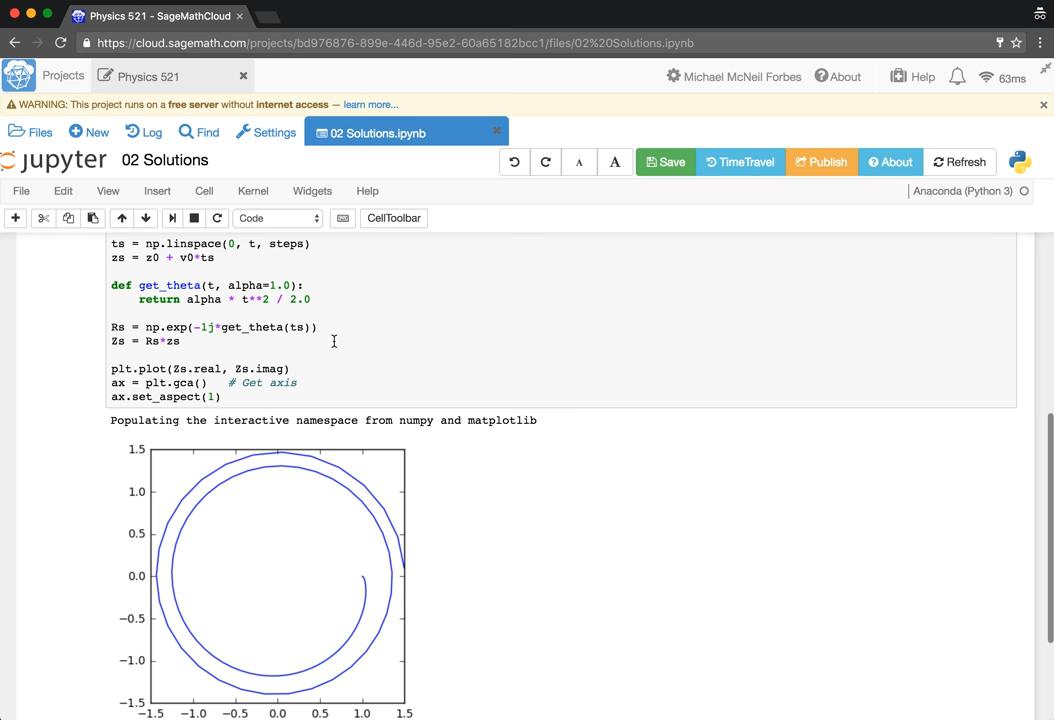 Physics 521 - SageMathCloud
https://cloud.sagemath.com/projects/bd976876-899e-446d-95e2-60a65182bcc1/files/02%20Solutions.ipynb
Projects Physics 521 Michael McNeil Forbes About Help 63ms
WARNING: This project runs on a free server without internet access — learn more...
Files New Log Find Settings 02 Solutions.ipynb
jupyter 02 Solutions A A Save TimeTravel Publish About Refresh
File Edit View Insert Cell Kernel Widgets Help Anaconda (Python 3)
Code CellToolbar
ts = np.linspace(0, t, steps)
zs = z0 + v0*ts
def get_theta(t, alpha=1.0):
return alpha * t**2 / 2.0
Rs = np.exp(-1j*get_theta(ts))
Zs = Rs*zs
plt.plot(Zs.real, Zs.imag)
ax = plt.gca() # Get axis
ax.set_aspect(1)
Populating the interactive namespace from numpy and matplotlib
1.5
1.0
0.5
0.0
−0.5
−1.0
−1.5
−1.5 −1.0 −0.5 0.0 0.5 1.0 1.5